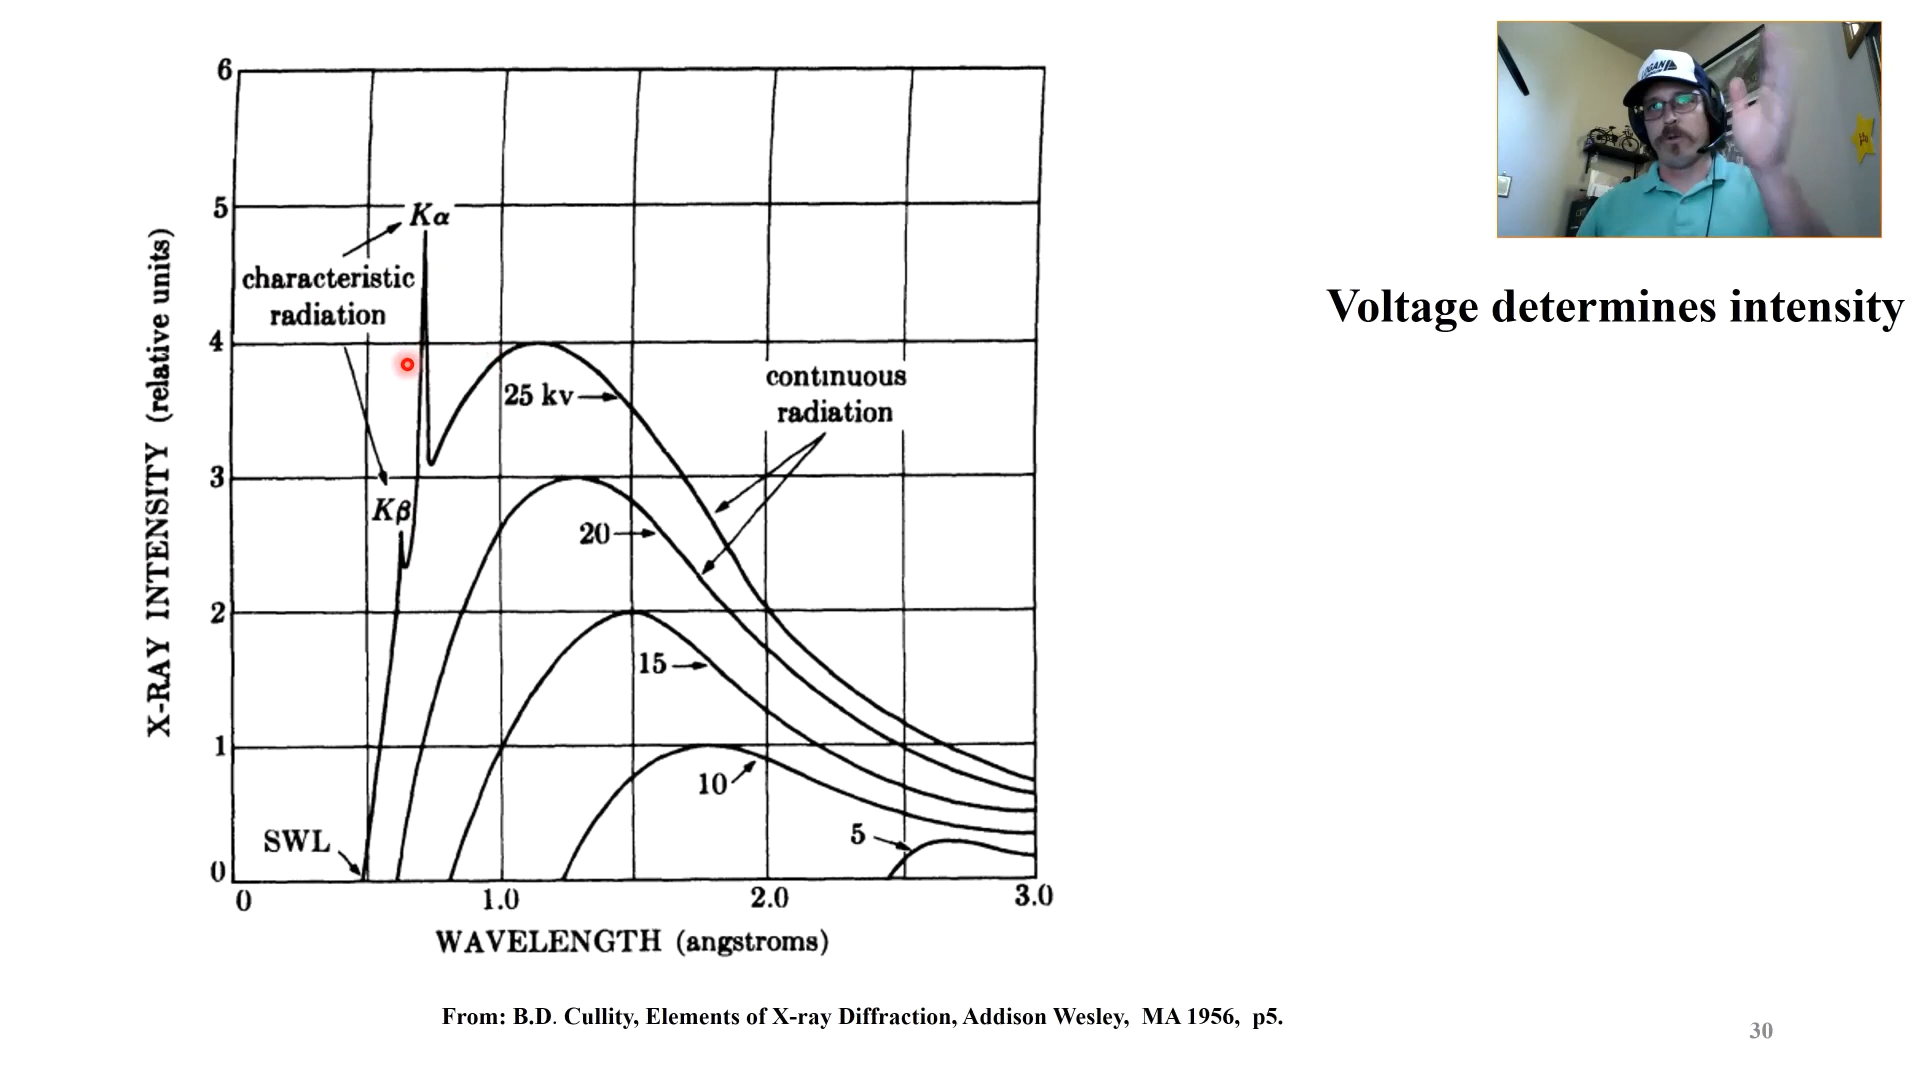 6
5
4
3
2
1
0
X-RAY INTENSITY (relative units)
Kα
characteristic
radiation
Kβ
25 kv
continuous
radiation
20
15
10
5
SWL
0
1.0
2.0
3.0
WAVELENGTH (angstroms)
Voltage determines intensity
From: B.D. Cullity, Elements of X-ray Diffraction, Addison Wesley, MA 1956, p5.
30